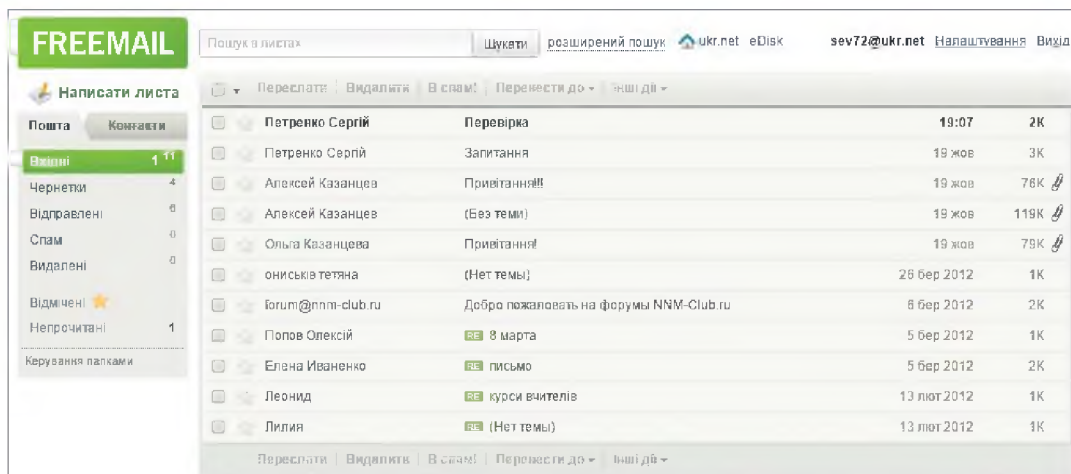 FREEMAIL
Пошук в листах Шукати розширений пошук ukr.net eDisk sev72@ukr.net Налаштування Вихід
Написати листа
Переслати Видалити В спам! Перенести до Інші дії
Пошта Контакти
Вхідні 1 11
Чернетки 4
Відправлені 6
Спам 0
Видалені 0
Відмічені
Непрочитані 1
Керування папками
Петренко Сергій Перевірка 19:07 2K
Петренко Сергій Запитання 19 жов 3K
Алексей Казанцев Привітання!!! 19 жов 76K
Алексей Казанцев (Без теми) 19 жов 119K
Ольга Казанцева Привітання! 19 жов 79K
ониськів тетяна (Нет темы) 26 бер 2012 1K
forum@nnm-club.ru Добро пожаловать на форумы NNM-Club.ru 6 бер 2012 2K
Попов Олексій RE 8 марта 5 бер 2012 1K
Елена Иваненко RE письмо 5 бер 2012 2K
Леонид RE курси вчителів 13 лют 2012 1K
Лилия RE (Нет темы) 13 лют 2012 1K
Переслати Видалити В спам! Перенести до Інші дії